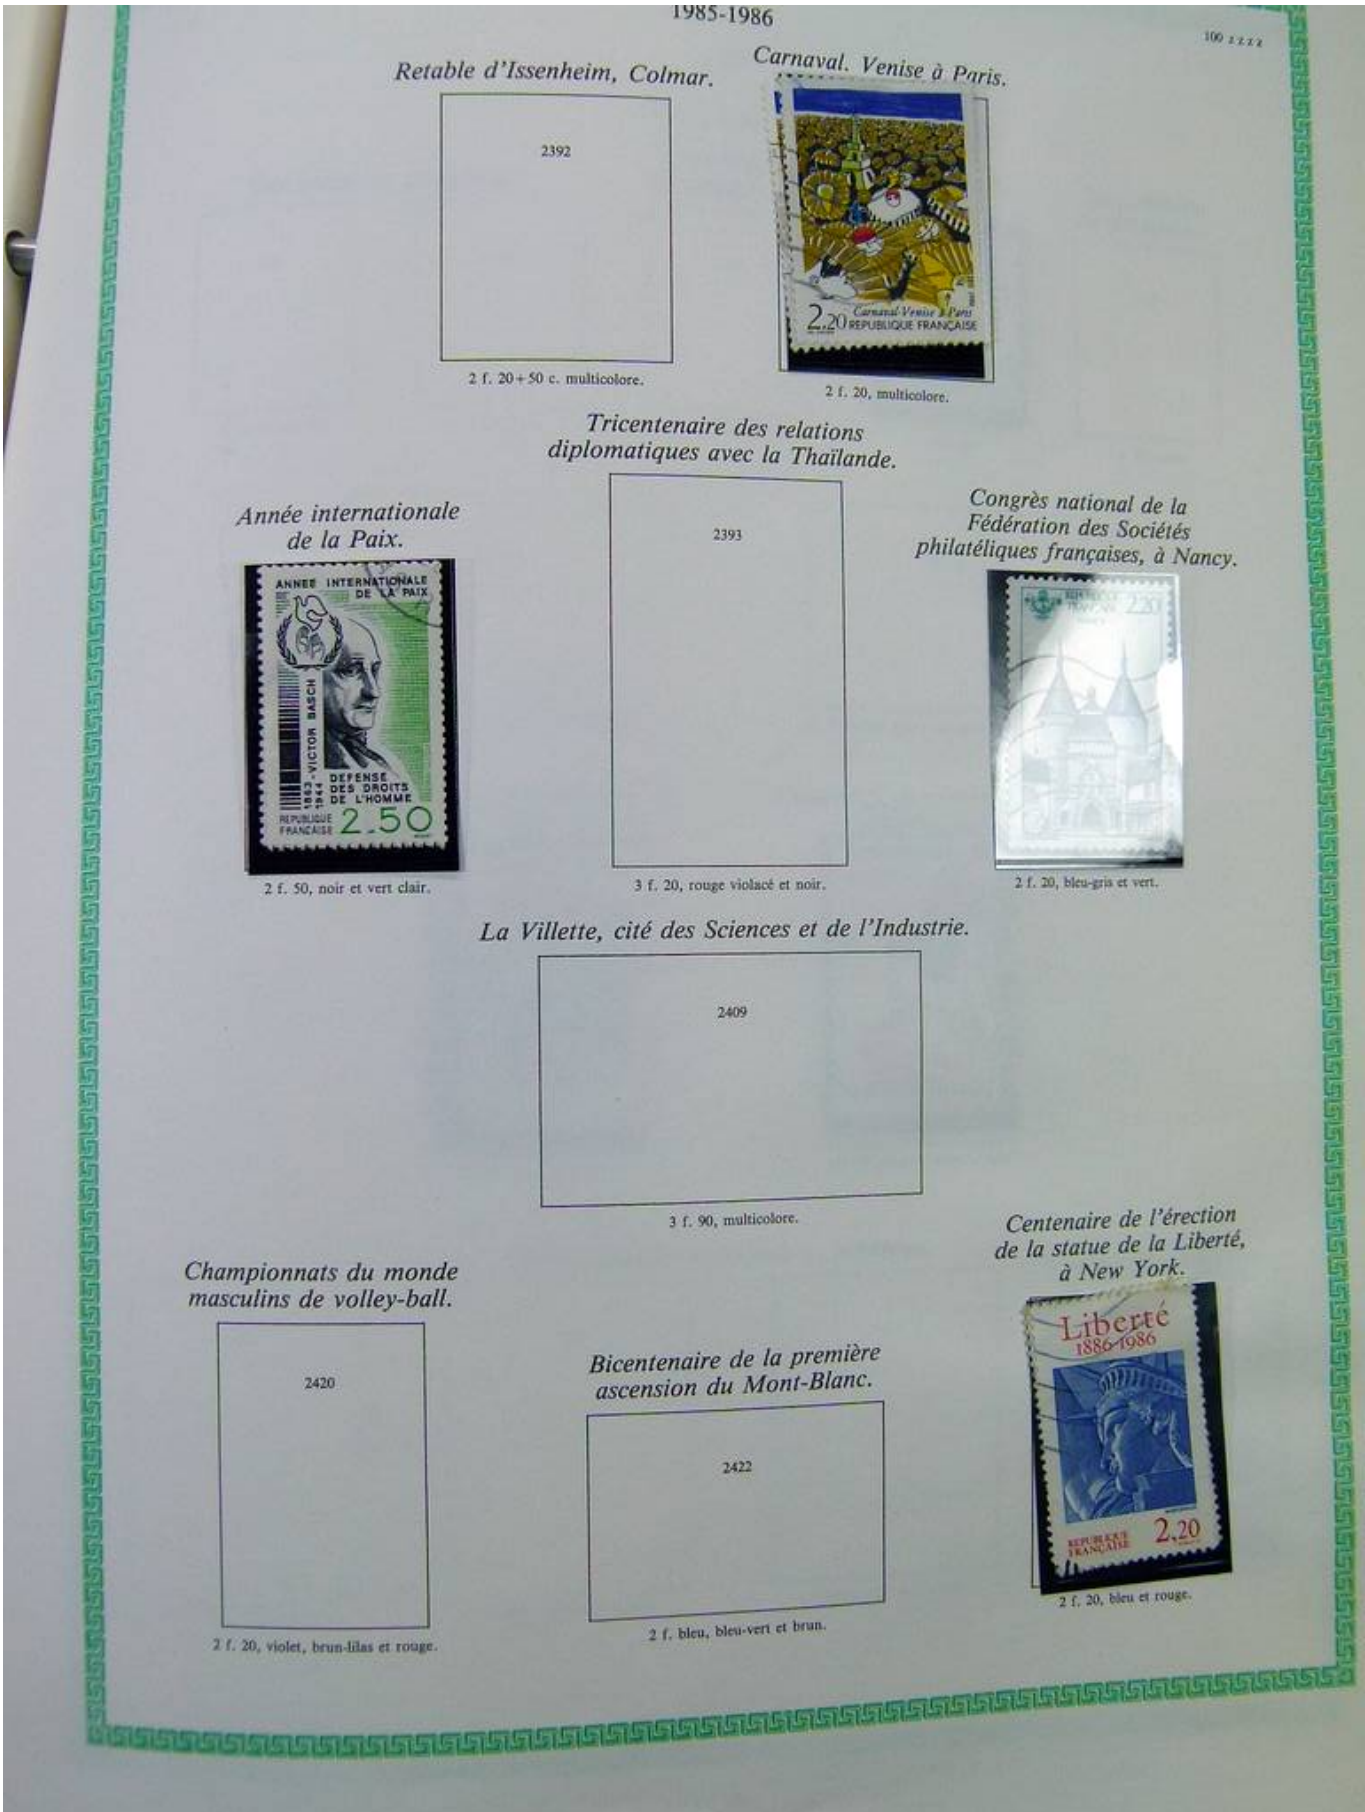 1985-1986
100 z z z z
Retable d'Issenheim, Colmar.
2392
2 f. 20+50 c. multicolore.
Carnaval. Venise à Paris.
Carnaval-Venise à Paris
2.20 REPUBLIQUE FRANÇAISE
2 f. 20, multicolore.
Tricentenaire des relations
diplomatiques avec la Thaïlande.
2393
3 f. 20, rouge violacé et noir.
Année internationale
de la Paix.
ANNEE INTERNATIONALE
DE LA PAIX
1863 - VICTOR BASCH
1944
DEFENSE
DES DROITS
DE L'HOMME
REPUBLIQUE
FRANÇAISE 2.50
2 f. 50, noir et vert clair.
Congrès national de la
Fédération des Sociétés
philatéliques françaises, à Nancy.
2.20
2 f. 20, bleu-gris et vert.
La Villette, cité des Sciences et de l'Industrie.
2409
3 f. 90, multicolore.
Championnats du monde
masculins de volley-ball.
2420
2 f. 20, violet, brun-lilas et rouge.
Bicentenaire de la première
ascension du Mont-Blanc.
2422
2 f. bleu, bleu-vert et brun.
Centenaire de l'érection
de la statue de la Liberté,
à New York.
Liberté
1886-1986
REPUBLIQUE
FRANÇAISE 2,20
2 f. 20, bleu et rouge.